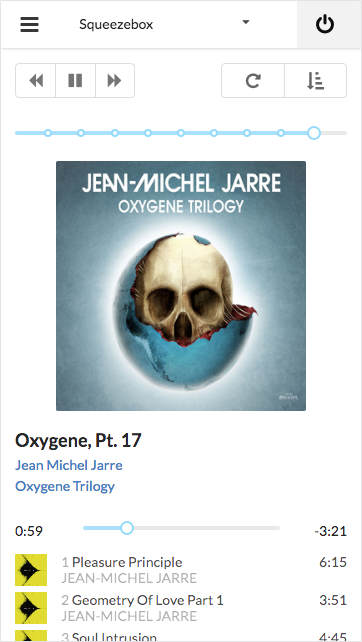 Squeezebox
JEAN-MICHEL JARRE
OXYGENE TRILOGY
Oxygene, Pt. 17
Jean Michel Jarre
Oxygene Trilogy
0:59
-3:21
1 Pleasure Principle 6:15
JEAN-MICHEL JARRE
2 Geometry Of Love Part 1 3:51
JEAN-MICHEL JARRE
3 Soul Intrusion 4:45